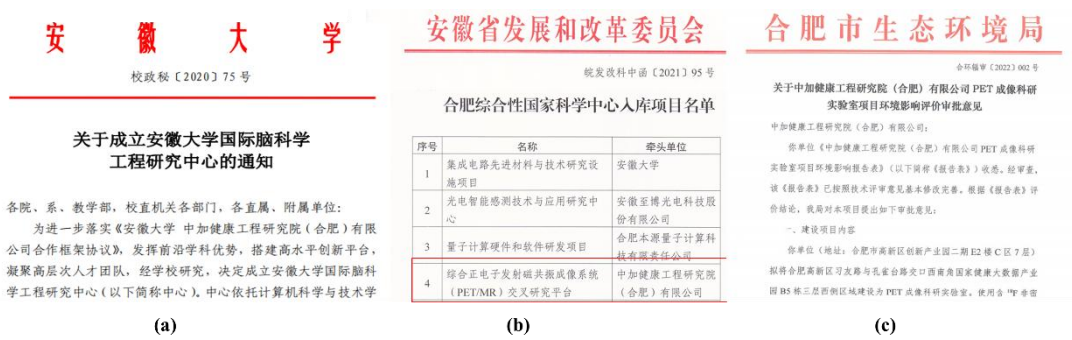 安 徽 大 学
校政秘〔2020〕75 号
关于成立安徽大学国际脑科学
工程研究中心的通知
各院、系、教学部，校直机关各部门，各直属、附属单位：
为进一步落实《安徽大学 中加健康工程研究院（合肥）有限
公司合作框架协议》，发挥前沿学科优势，搭建高水平创新平台，
凝聚高层次人才团队，经学校研究，决定成立安徽大学国际脑科
学工程研究中心（以下简称中心）。中心依托计算机科学与技术学
(a)
安徽省发展和改革委员会
皖发改科中函〔2021〕95 号
合肥综合性国家科学中心入库项目名单
序号 名称 牵头单位
1 集成电路先进材料与技术研究设施项目 安徽大学
2 光电智能感测技术与应用研究中心 安徽至博光电科技股份有限公司
3 量子计算硬件和软件研发项目 合肥本源量子计算科技有限责任公司
4 综合正电子发射磁共振成像系统（PET/MR）交叉研究平台 中加健康工程研究院（合肥）有限公司
(b)
合肥市生态环境局
合环辐审〔2022〕002 号
关于中加健康工程研究院（合肥）有限公司 PET 成像科研
实验室项目环境影响评价审批意见
中加健康工程研究院（合肥）有限公司：
你单位《中加健康工程研究院（合肥）有限公司 PET 成像科研
实验室项目环境影响报告表》（以下简称《报告表》）收悉。经审查，
该《报告表》已按照技术评审意见基本修改完善。根据《报告表》评
价结论，我局对本项目提出如下审批意见：
一、建设项目内容
你单位（地址：合肥市高新区创新产业园二期 E2 楼 C 区 7 层）
拟将合肥高新区习友路与孔雀台路交口西南角国家健康大数据产业
园 B5 栋三层西侧区域建设为 PET 成像科研实验室。使用含 ¹⁸F 非密
(c)